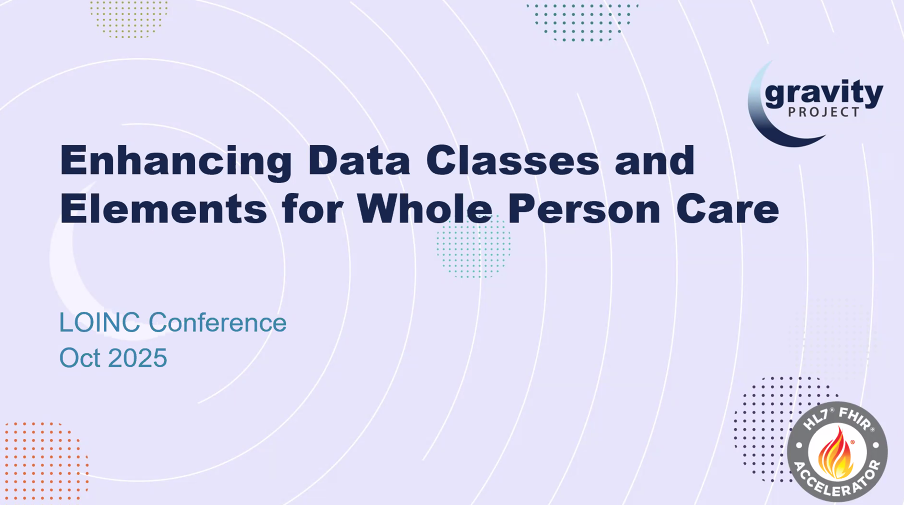 gravity
PROJECT
Enhancing Data Classes and
Elements for Whole Person Care
LOINC Conference
Oct 2025
HL7® FHIR®
®
ACCELERATOR